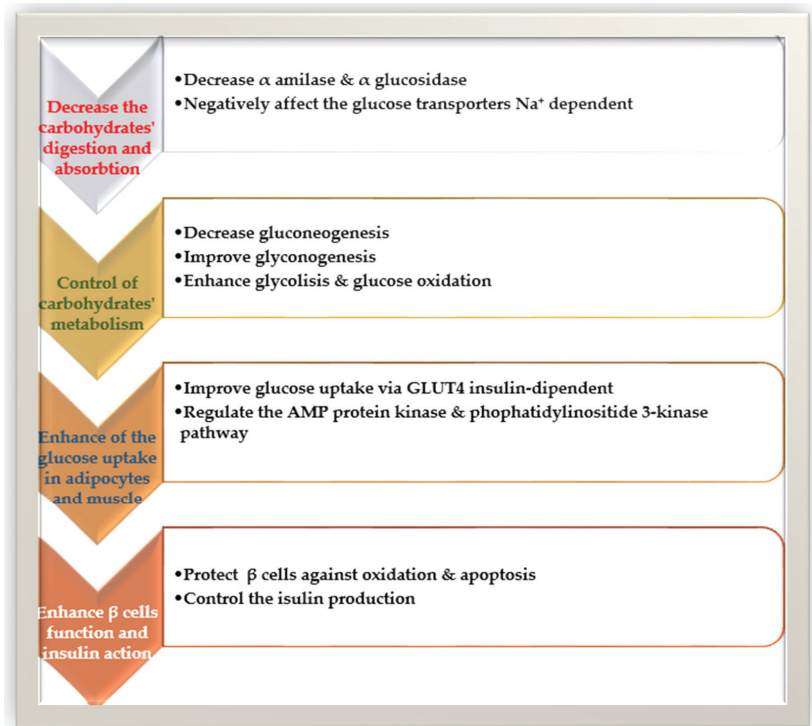 Decrease the
carbohydrates'
digestion and
absorbtion
•Decrease α amilase & α glucosidase
•Negatively affect the glucose transporters Na⁺ dependent
Control of
carbohydrates'
metabolism
•Decrease gluconeogenesis
•Improve glyconogenesis
•Enhance glycolisis & glucose oxidation
Enhance of the
glucose uptake
in adipocytes
and muscle
•Improve glucose uptake via GLUT4 insulin-dipendent
•Regulate the AMP protein kinase & phophatidylinositide 3-kinase
pathway
Enhance β cells
function and
insulin action
•Protect β cells against oxidation & apoptosis
•Control the isulin production